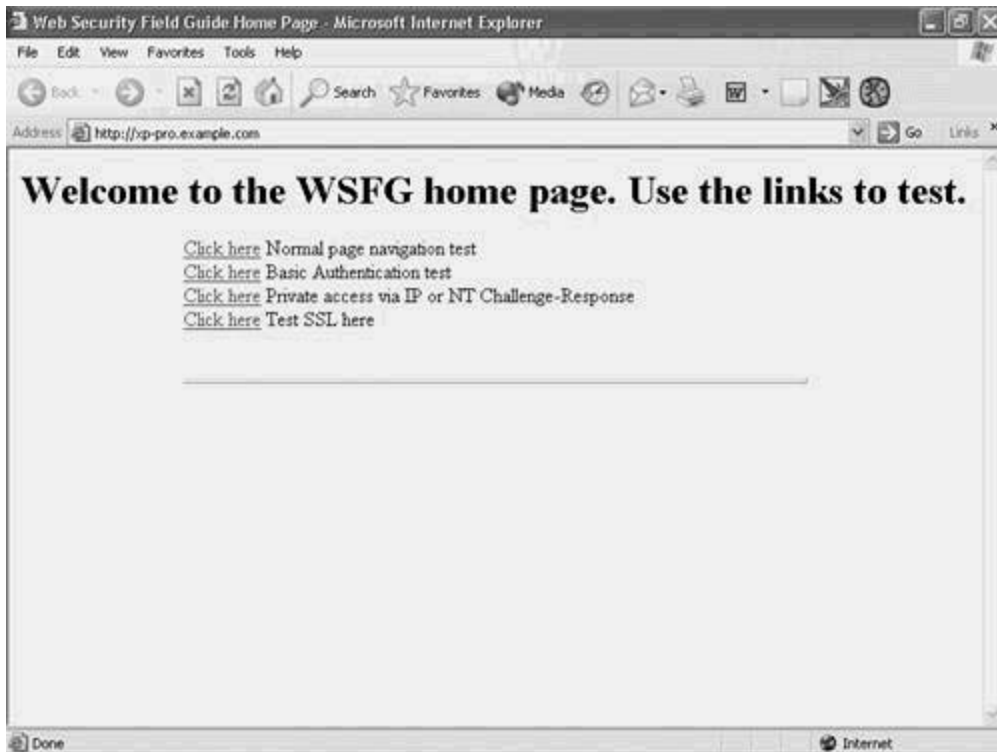 Web Security Field Guide Home Page - Microsoft Internet Explorer
File Edit View Favorites Tools Help
Back Search Favorites Media
Address http://xp-pro.example.com Go Links
Welcome to the WSFG home page. Use the links to test.
Click here Normal page navigation test
Click here Basic Authentication test
Click here Private access via IP or NT Challenge-Response
Click here Test SSL here
Done Internet